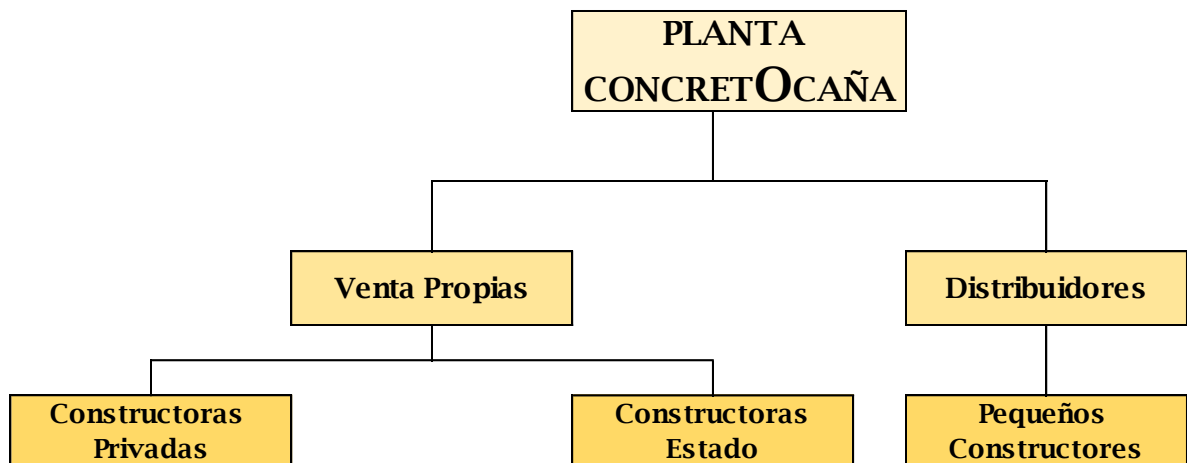 PLANTA
CONCRETOCAÑA
Venta Propias
Distribuidores
Constructoras
Privadas
Constructoras
Estado
Pequeños
Constructores